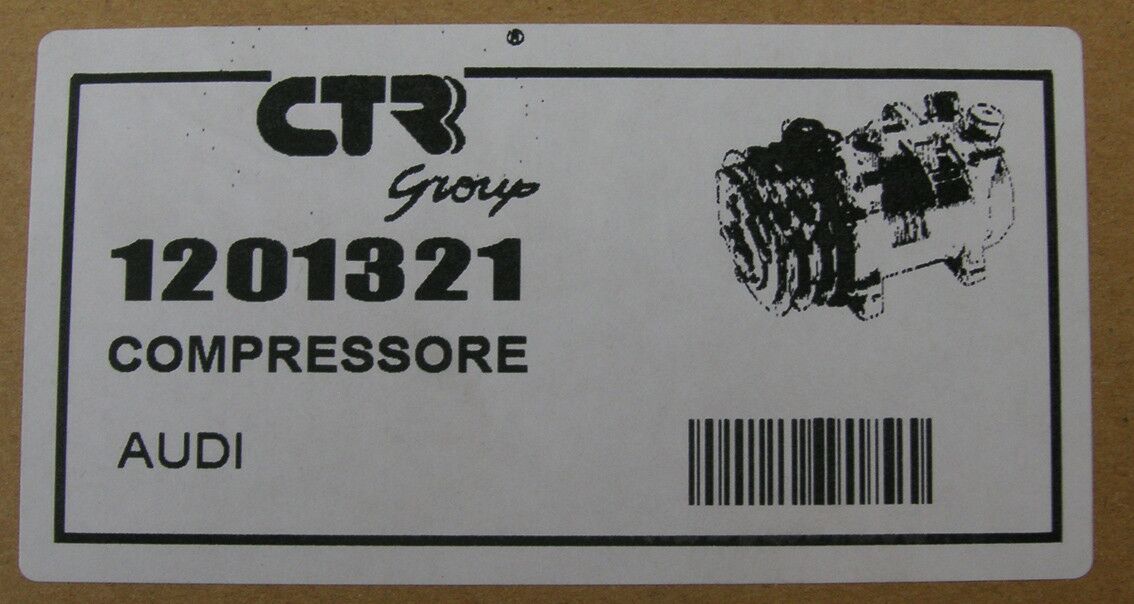 ®
CTR
Group
1201321
COMPRESSORE
AUDI